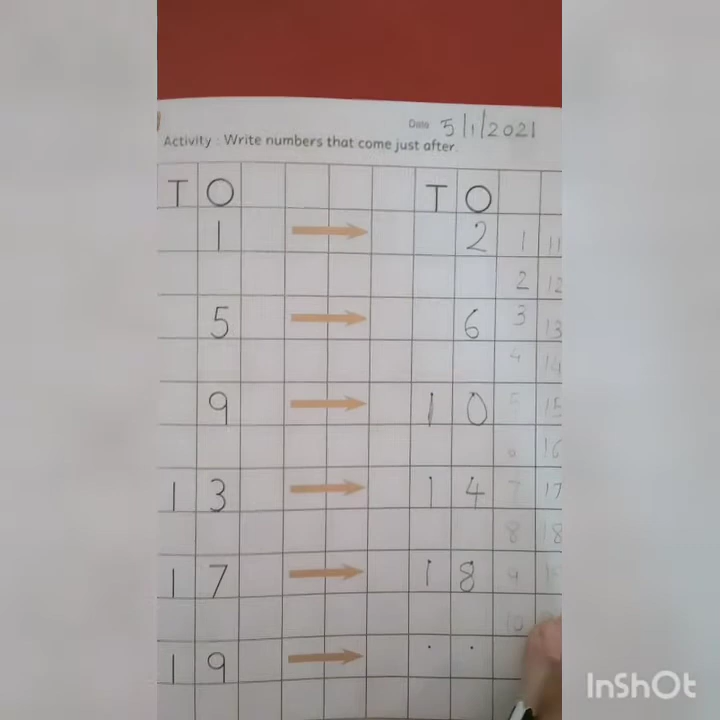 Date 5/1/2021
Activity : Write numbers that come just after.
T O T O
1 2 1 11
2 12
5 6 3 13
4 14
9 10 5 15
16
13 14 7 17
8 18
17 18 9
10
19
InShOt